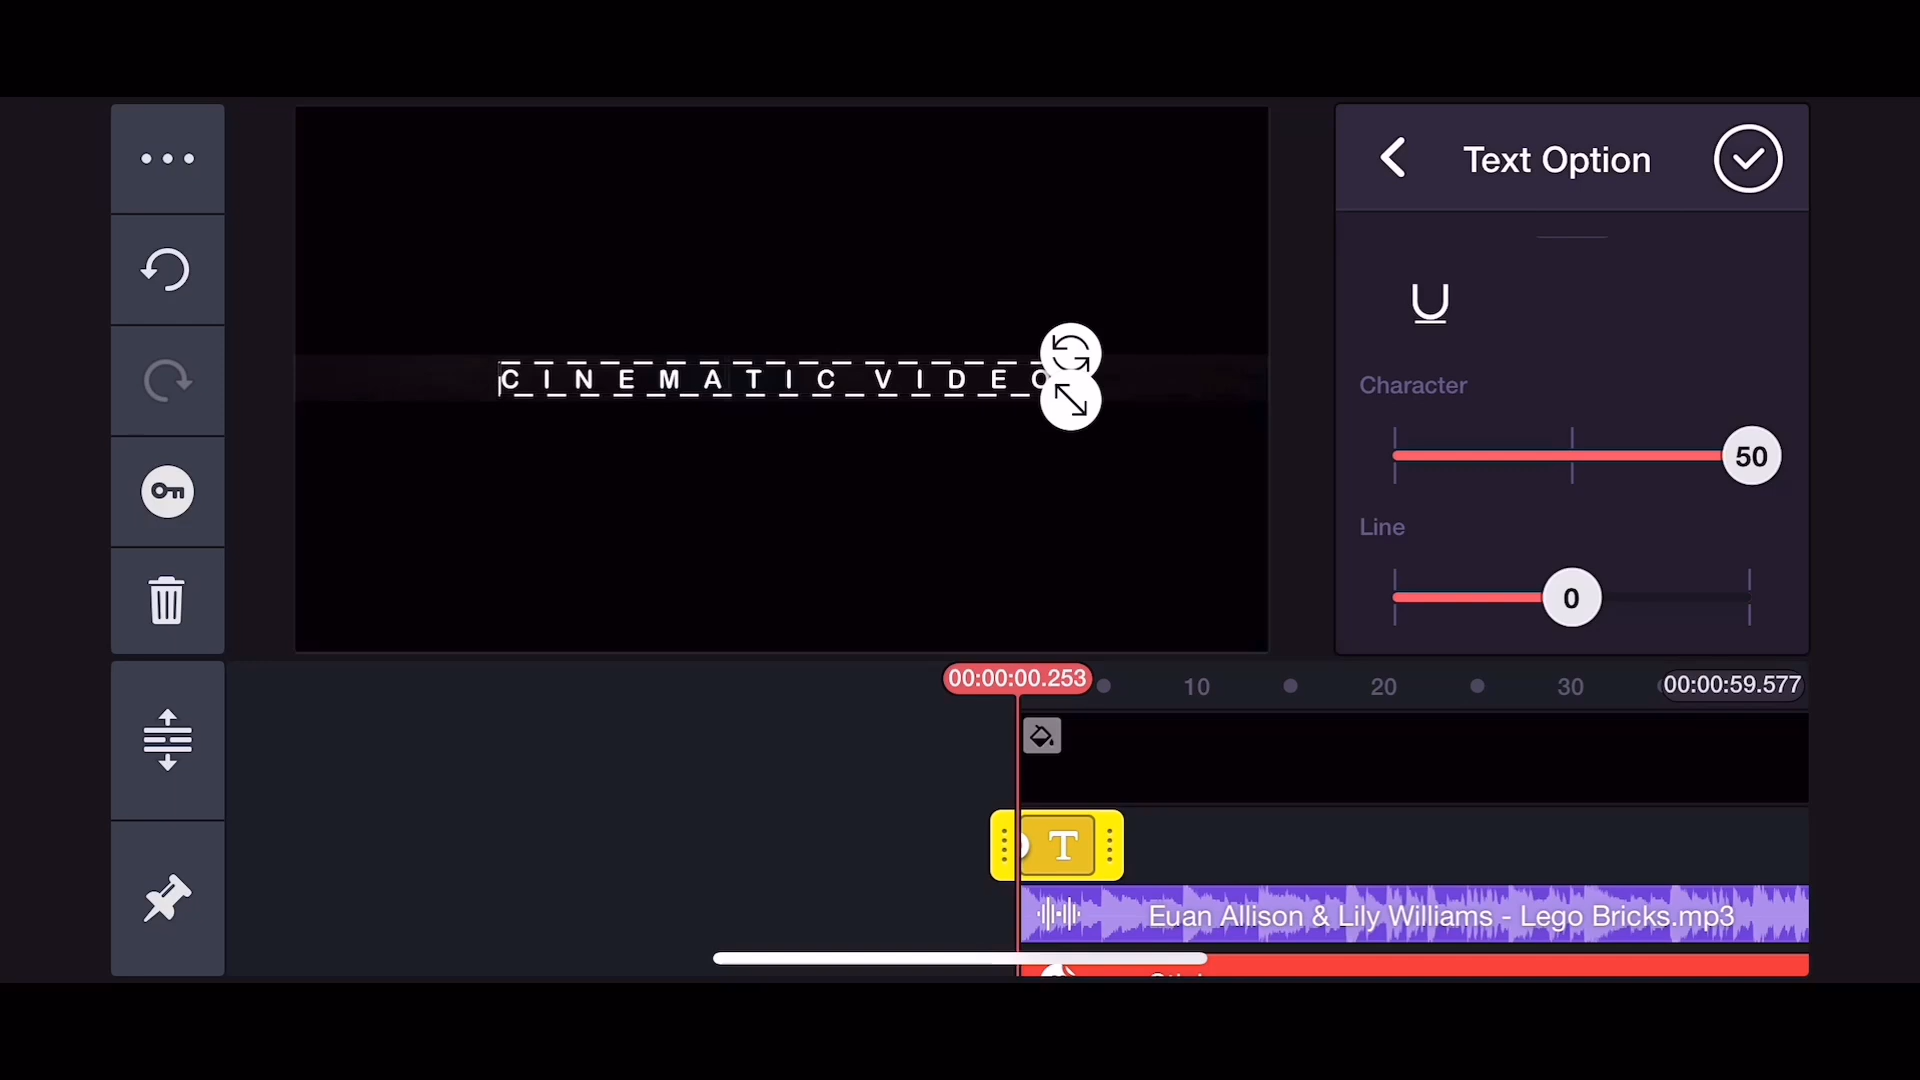 Text Option
CINEMATIC VIDEO
U
Character
50
Line
0
00:00:00.253
10
20
30
00:00:59.577
T
Euan Allison & Lily Williams - Lego Bricks.mp3